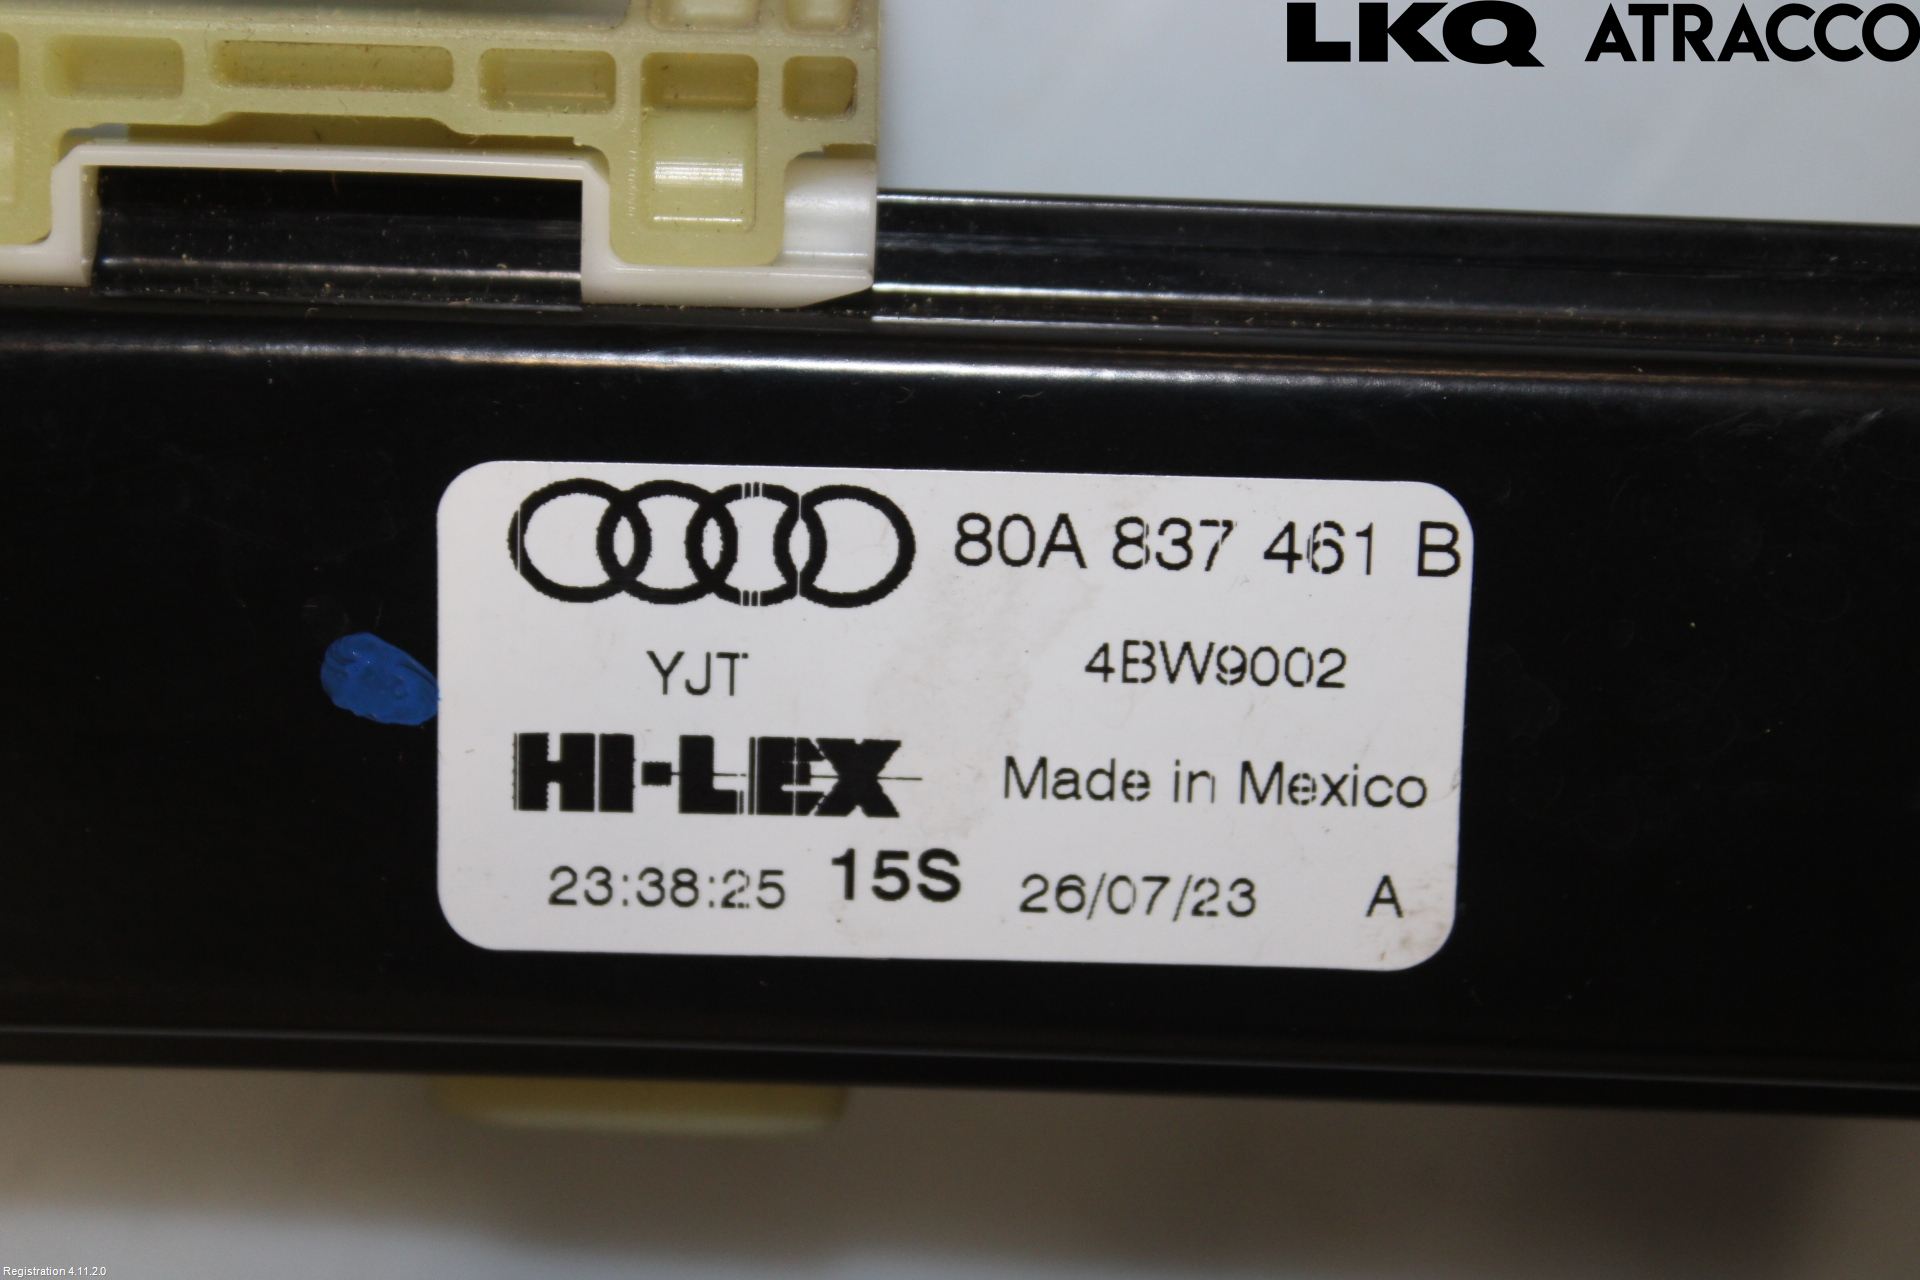 LKQ ATRACCO
80A 837 461 B
YJT 4BW9002
HI-LEX Made in Mexico
23:38:25 15S 26/07/23 A
Registration 4.11.2.0